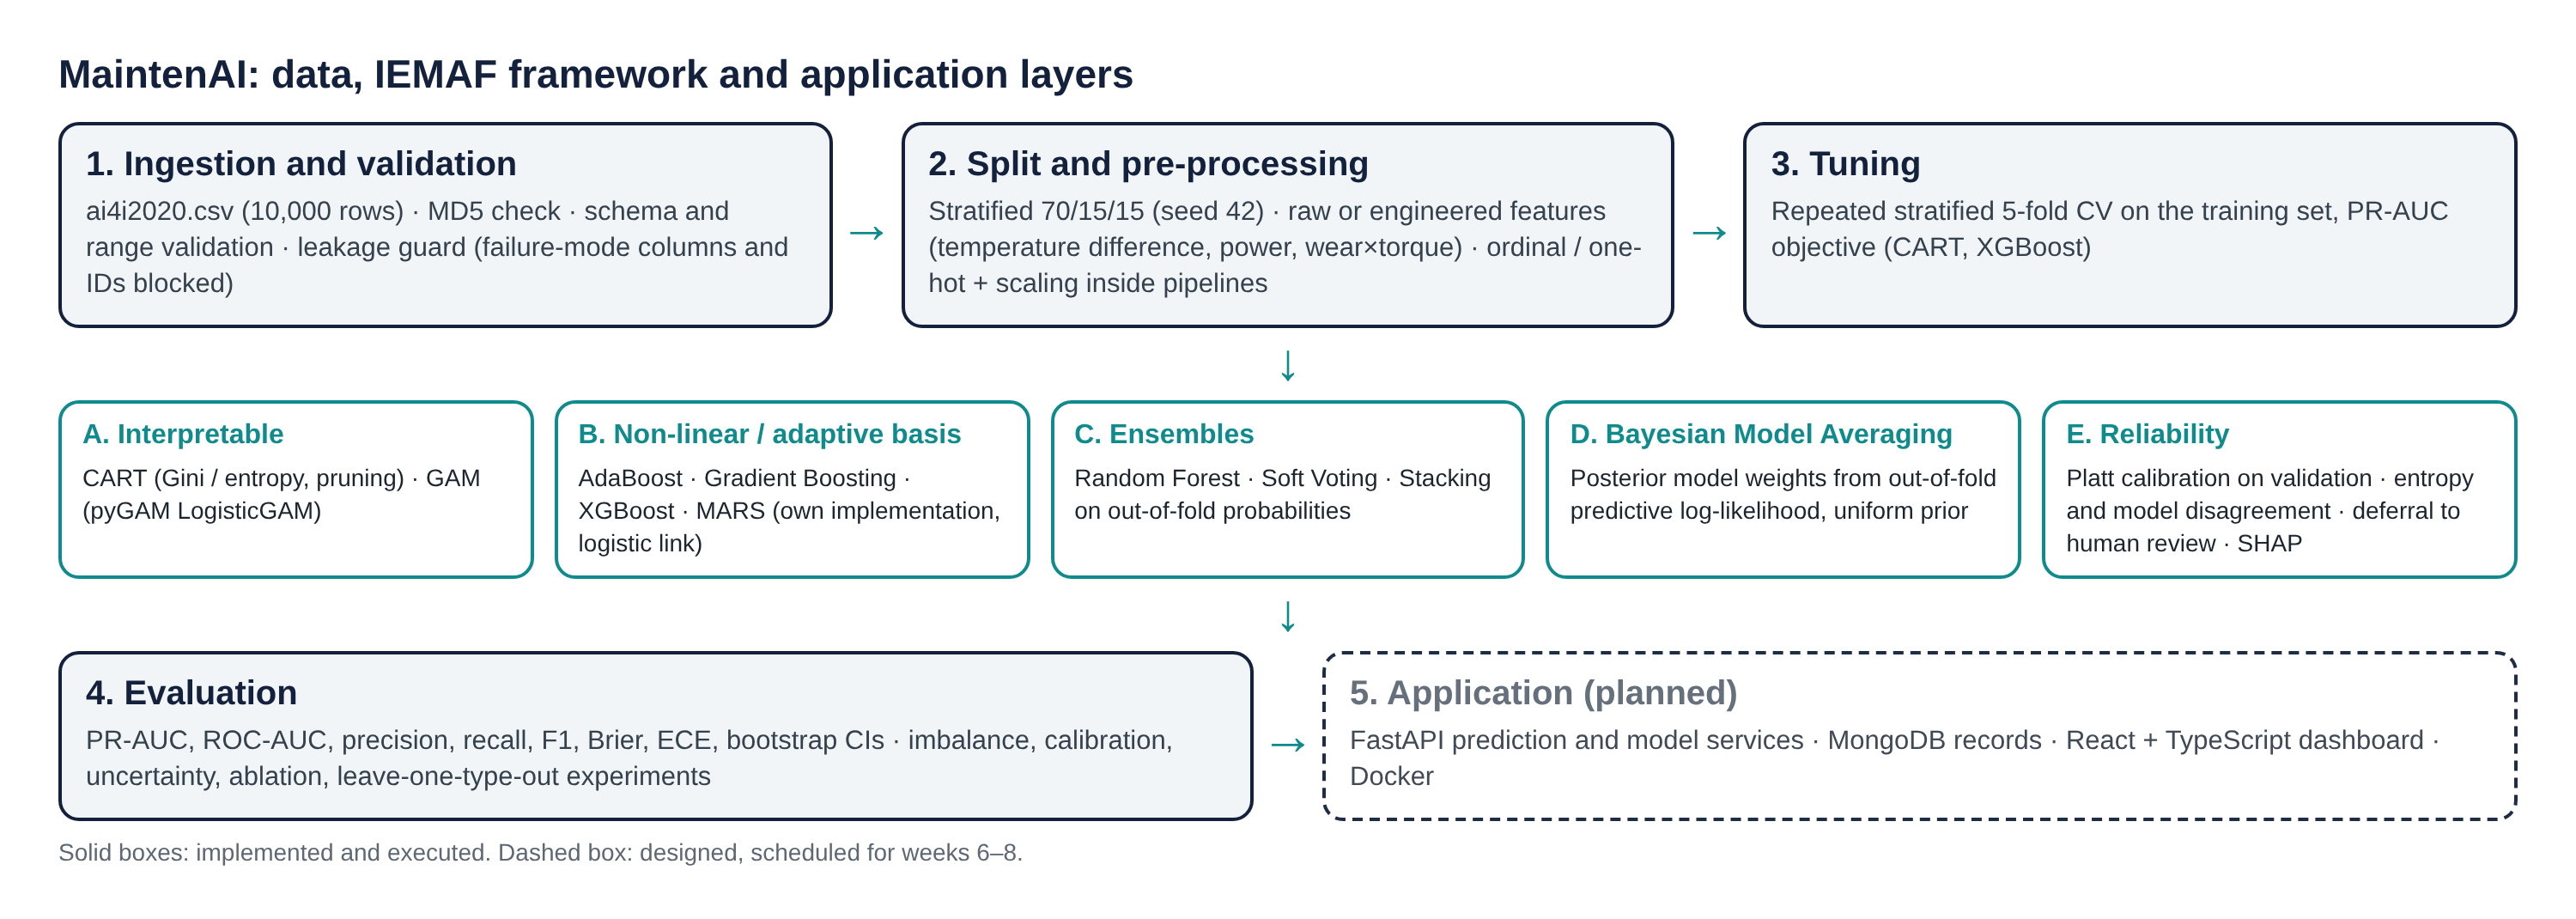 MaintenAI: data, IEMAF framework and application layers
1. Ingestion and validation
ai4i2020.csv (10,000 rows) · MD5 check · schema and
range validation · leakage guard (failure-mode columns and
IDs blocked)
→
2. Split and pre-processing
Stratified 70/15/15 (seed 42) · raw or engineered features
(temperature difference, power, wear×torque) · ordinal / one-
hot + scaling inside pipelines
→
3. Tuning
Repeated stratified 5-fold CV on the training set, PR-AUC
objective (CART, XGBoost)
↓
A. Interpretable
CART (Gini / entropy, pruning) · GAM
(pyGAM LogisticGAM)
B. Non-linear / adaptive basis
AdaBoost · Gradient Boosting ·
XGBoost · MARS (own implementation,
logistic link)
C. Ensembles
Random Forest · Soft Voting · Stacking
on out-of-fold probabilities
D. Bayesian Model Averaging
Posterior model weights from out-of-fold
predictive log-likelihood, uniform prior
E. Reliability
Platt calibration on validation · entropy
and model disagreement · deferral to
human review · SHAP
↓
4. Evaluation
PR-AUC, ROC-AUC, precision, recall, F1, Brier, ECE, bootstrap CIs · imbalance, calibration,
uncertainty, ablation, leave-one-type-out experiments
→
5. Application (planned)
FastAPI prediction and model services · MongoDB records · React + TypeScript dashboard ·
Docker
Solid boxes: implemented and executed. Dashed box: designed, scheduled for weeks 6–8.